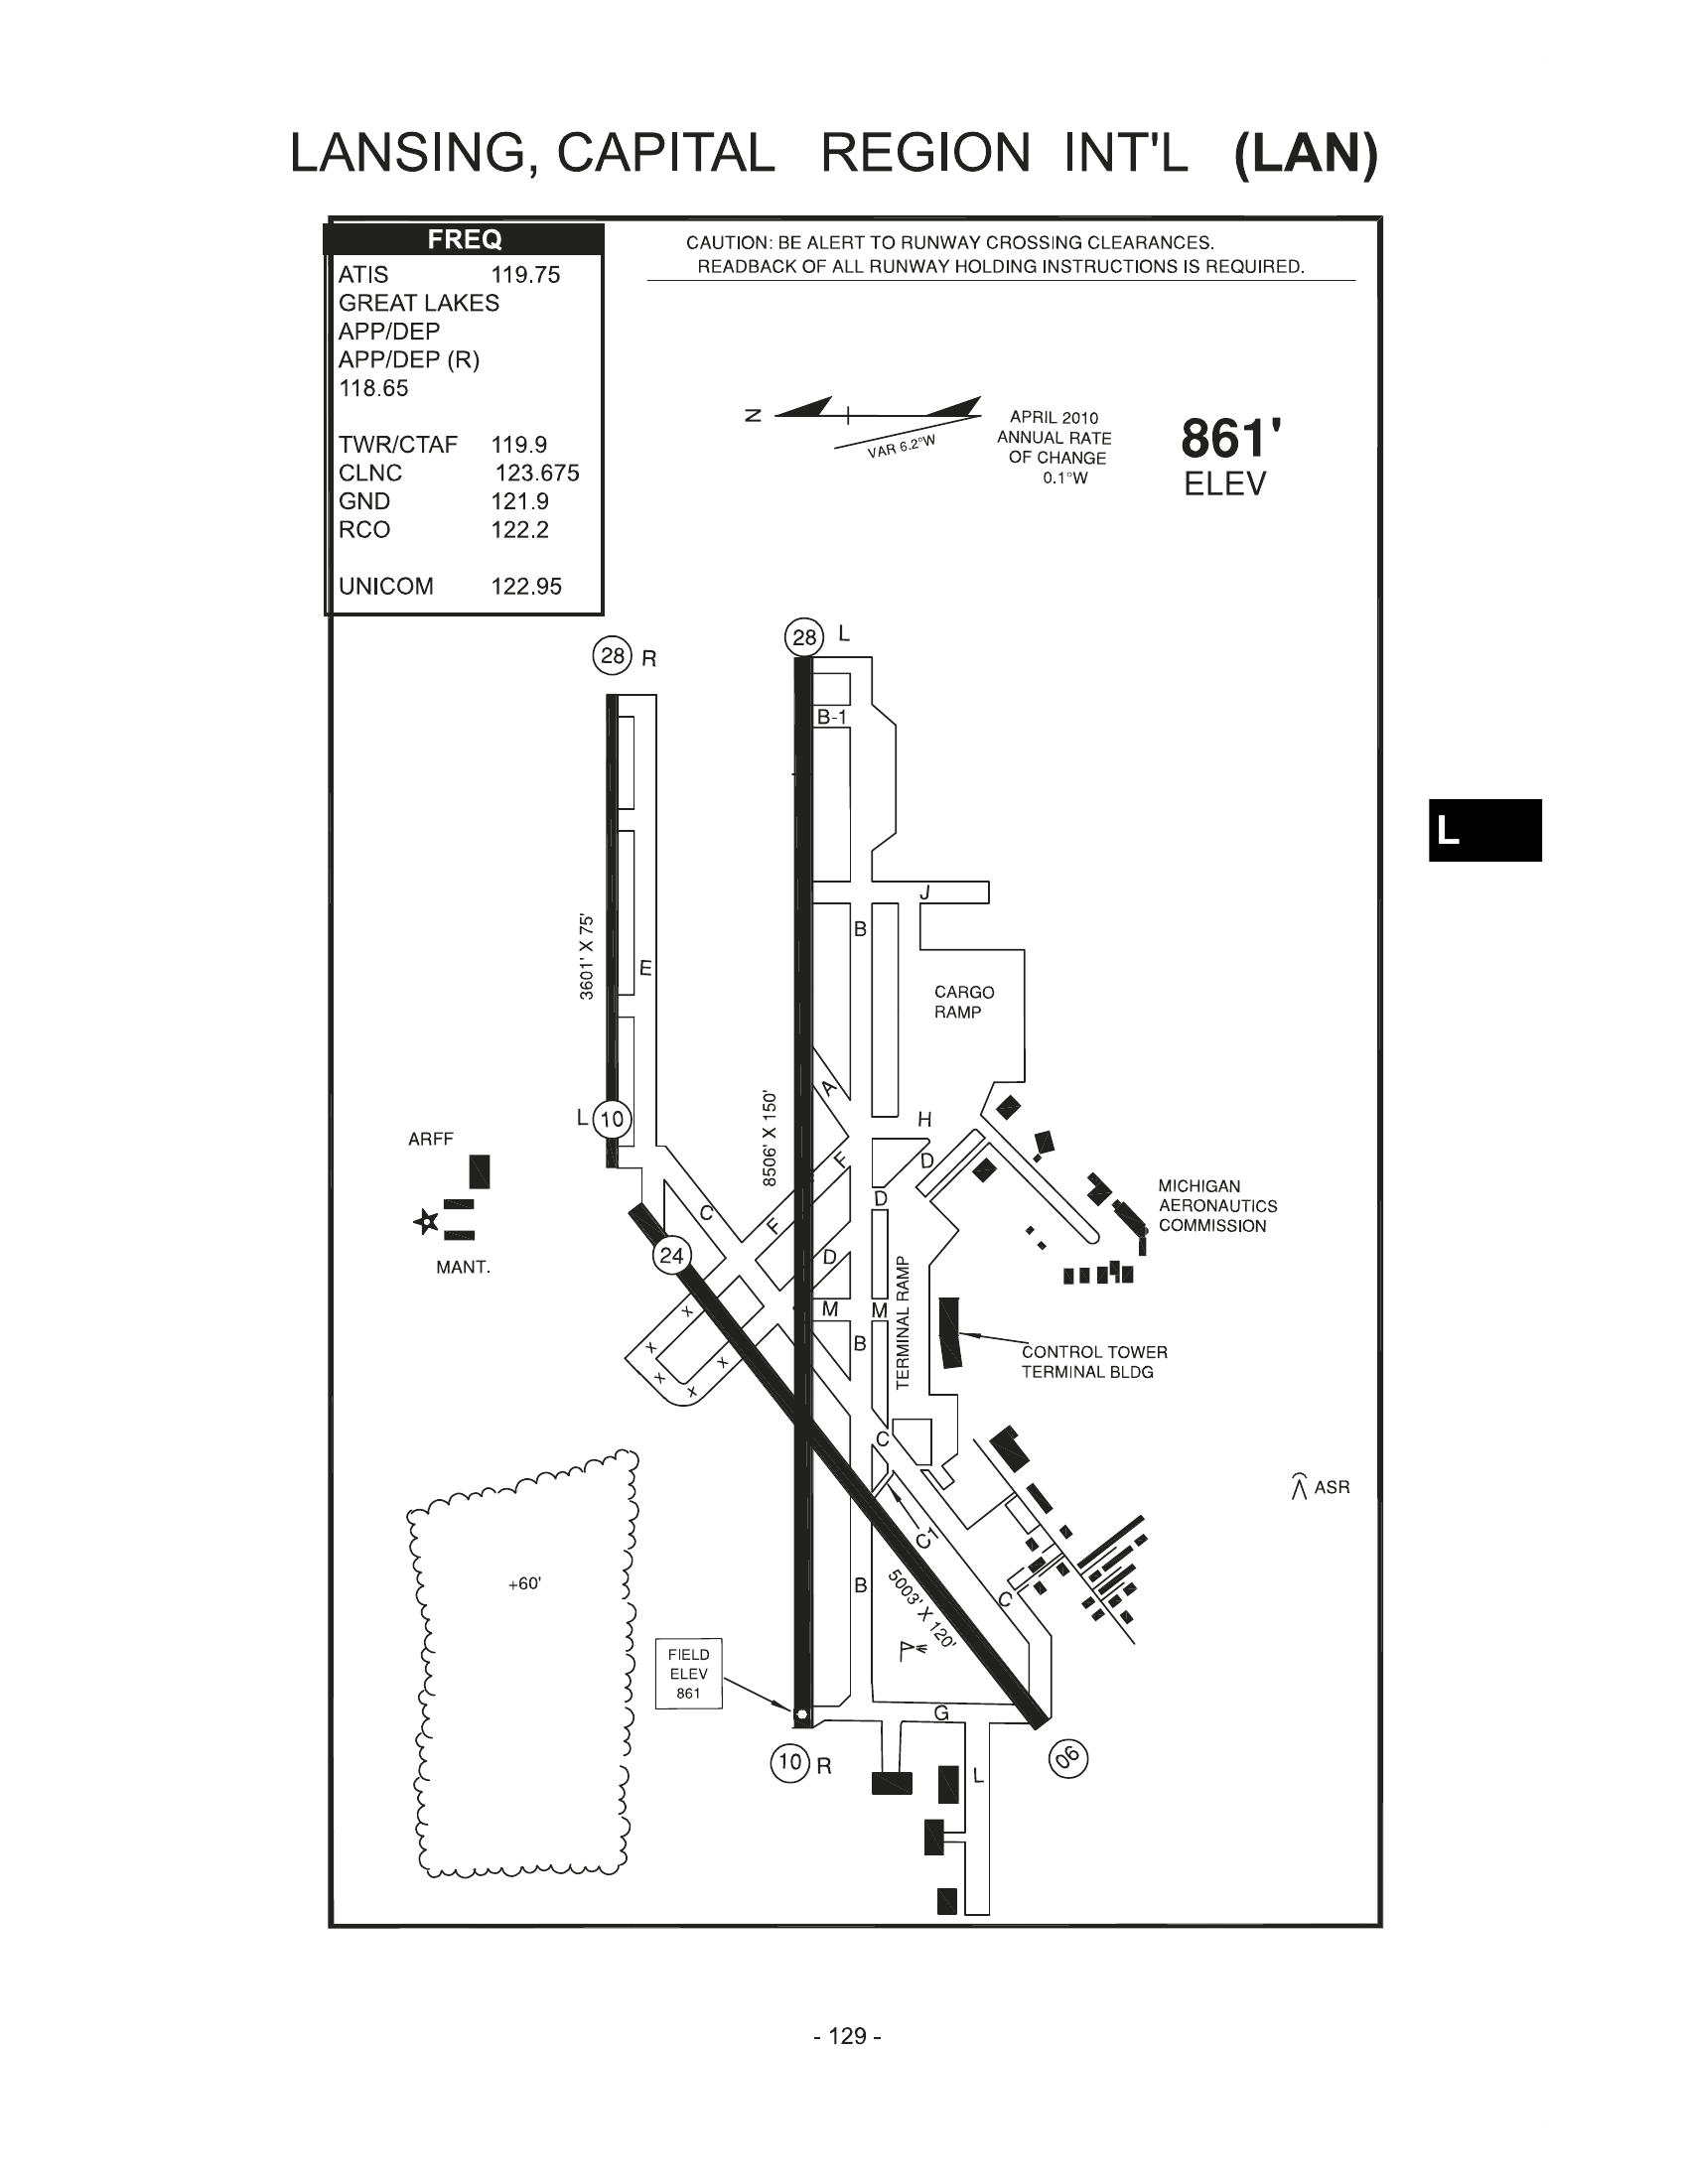 LANSING, CAPITAL REGION INT'L (LAN)
FREQ
ATIS 119.75
GREAT LAKES
APP/DEP
APP/DEP (R)
118.65
TWR/CTAF 119.9
CLNC 123.675
GND 121.9
RCO 122.2
UNICOM 122.95
CAUTION: BE ALERT TO RUNWAY CROSSING CLEARANCES.
READBACK OF ALL RUNWAY HOLDING INSTRUCTIONS IS REQUIRED.
N
VAR 6.2°W
APRIL 2010
ANNUAL RATE
OF CHANGE
0.1°W
861'
ELEV
28 R
28 L
B-1
L
J
B
3601' X 75'
E
CARGO
RAMP
A
8506' X 150'
L 10
H
ARFF
F
D
D
MICHIGAN
AERONAUTICS
COMMISSION
C
F
24
D
MANT.
TERMINAL RAMP
X
M
M
X
B
X
CONTROL TOWER
TERMINAL BLDG
X
X
C
ASR
C1
+60'
B
5003' X 120'
C
FIELD
ELEV
861
G
10 R
06
L
- 129 -